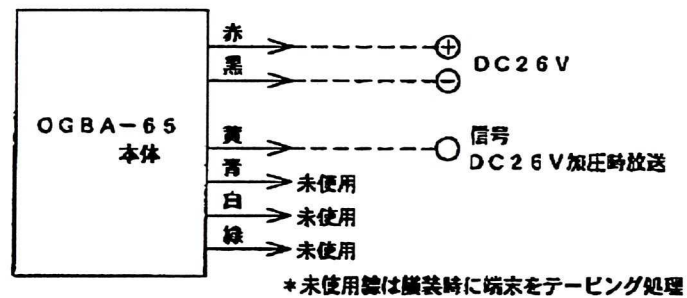 赤
⊕ DC26V
黒
⊖
OGBA-65
本体
黄
信号
DC26V加圧時放送
青
未使用
白
未使用
緑
未使用
*未使用線は艤装時に端末をテーピング処理